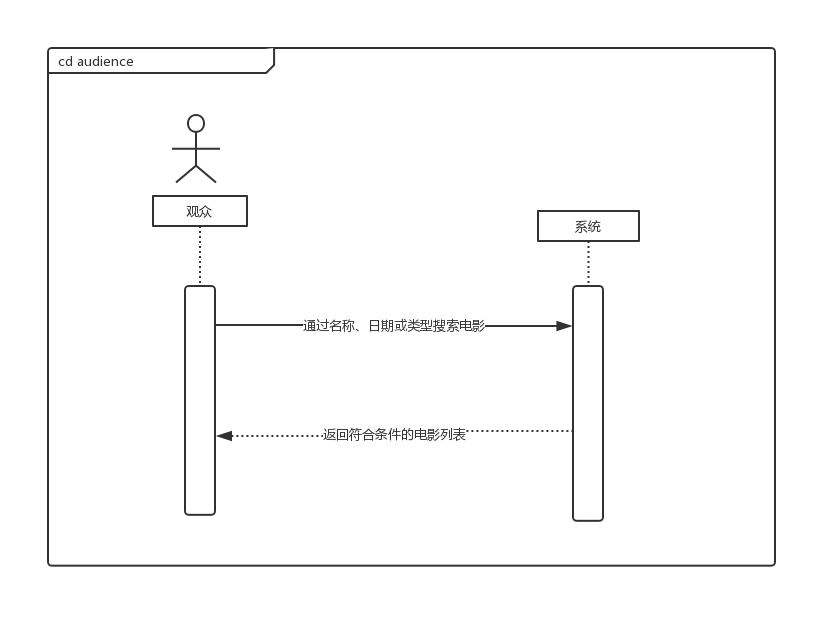 cd audience
观众
系统
通过名称、日期或类型搜索电影
返回符合条件的电影列表